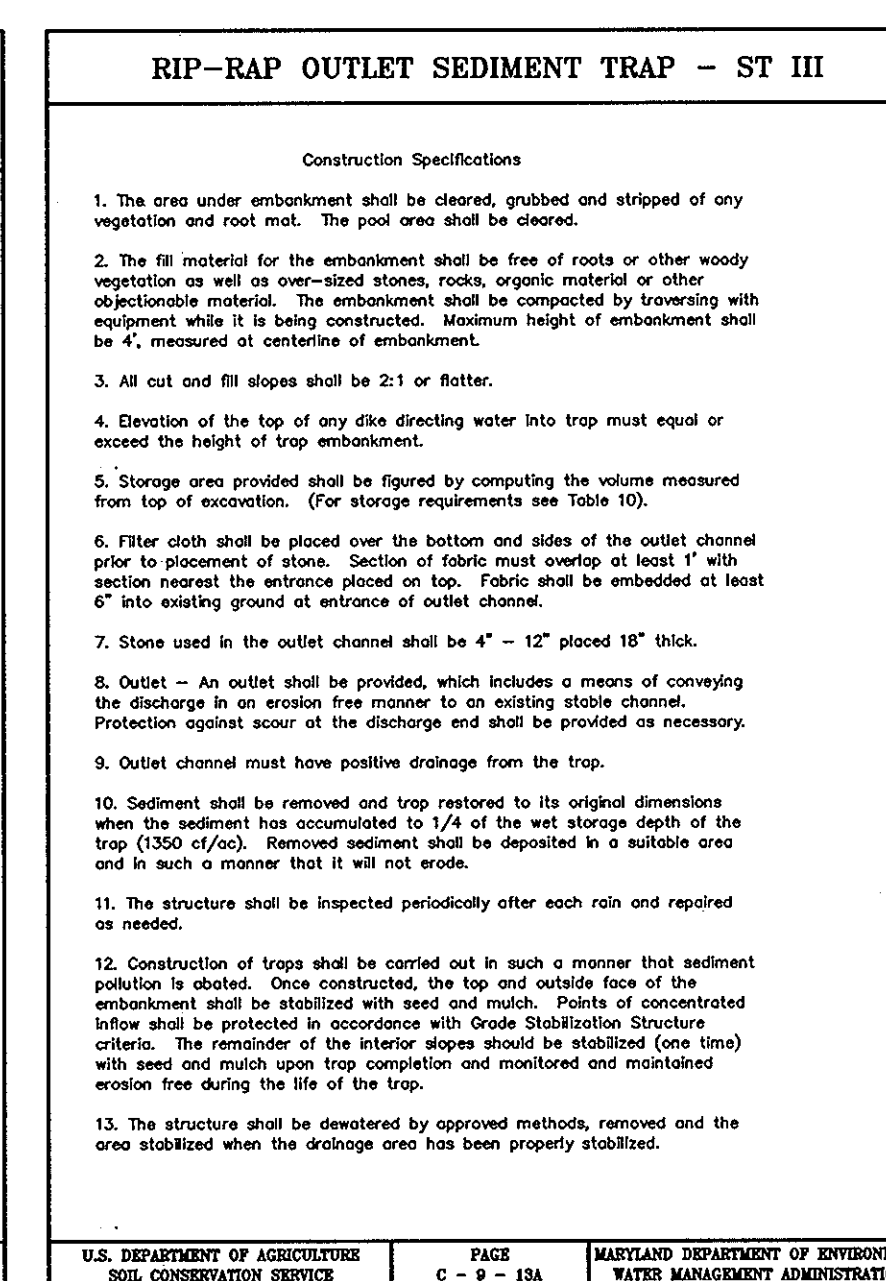 RIP-RAP OUTLET SEDIMENT TRAP - ST III
Construction Specifications
1. The area under embankment shall be cleared, grubbed and stripped of any
vegetation and root mat. The pool area shall be cleared.
2. The fill material for the embankment shall be free of roots or other woody
vegetation as well as over-sized stones, rocks, organic material or other
objectionable material. The embankment shall be compacted by traversing with
equipment while it is being constructed. Maximum height of embankment shall
be 4', measured at centerline of embankment.
3. All cut and fill slopes shall be 2:1 or flatter.
4. Elevation of the top of any dike directing water into trap must equal or
exceed the height of trap embankment.
5. Storage area provided shall be figured by computing the volume measured
from top of excavation. (For storage requirements see Table 10).
6. Filter cloth shall be placed over the bottom and sides of the outlet channel
prior to placement of stone. Section of fabric must overlap at least 1' with
section nearest the entrance placed on top. Fabric shall be embedded at least
6" into existing ground at entrance of outlet channel.
7. Stone used in the outlet channel shall be 4" - 12" placed 18" thick.
8. Outlet - An outlet shall be provided, which includes a means of conveying
the discharge in an erosion free manner to an existing stable channel.
Protection against scour at the discharge end shall be provided as necessary.
9. Outlet channel must have positive drainage from the trap.
10. Sediment shall be removed and trap restored to its original dimensions
when the sediment has accumulated to 1/4 of the wet storage depth of the
trap (1350 cf/ac). Removed sediment shall be deposited in a suitable area
and in such a manner that it will not erode.
11. The structure shall be inspected periodically after each rain and repaired
as needed.
12. Construction of traps shall be carried out in such a manner that sediment
pollution is abated. Once constructed, the top and outside face of the
embankment shall be stabilized with seed and mulch. Points of concentrated
inflow shall be protected in accordance with Grade Stabilization Structure
criteria. The remainder of the interior slopes should be stabilized (one time)
with seed and mulch upon trap completion and monitored and maintained
erosion free during the life of the trap.
13. The structure shall be dewatered by approved methods, removed and the
area stabilized when the drainage area has been properly stabilized.
U.S. DEPARTMENT OF AGRICULTURE
SOIL CONSERVATION SERVICE
PAGE
C - 9 - 13A
MARYLAND DEPARTMENT OF ENVIRON
WATER MANAGEMENT ADMINISTRATI